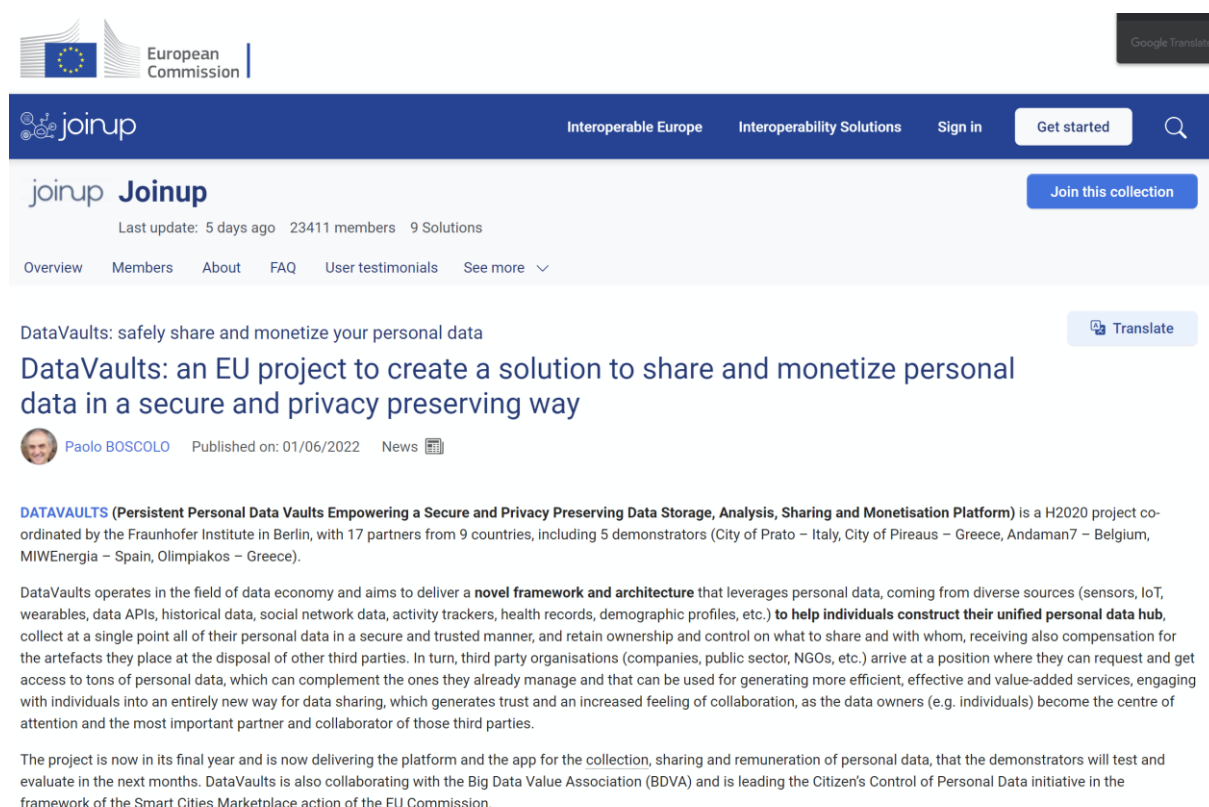 European
Commission
Google Translate
joinup
Interoperable Europe
Interoperability Solutions
Sign in
Get started
joinup Joinup
Join this collection
Last update: 5 days ago 23411 members 9 Solutions
Overview Members About FAQ User testimonials See more
DataVaults: safely share and monetize your personal data
Translate
DataVaults: an EU project to create a solution to share and monetize personal
data in a secure and privacy preserving way
Paolo BOSCOLO Published on: 01/06/2022 News
DATAVAULTS (Persistent Personal Data Vaults Empowering a Secure and Privacy Preserving Data Storage, Analysis, Sharing and Monetisation Platform) is a H2020 project co-
ordinated by the Fraunhofer Institute in Berlin, with 17 partners from 9 countries, including 5 demonstrators (City of Prato – Italy, City of Pireaus – Greece, Andaman7 – Belgium,
MIWEnergia – Spain, Olimpiakos – Greece).
DataVaults operates in the field of data economy and aims to deliver a novel framework and architecture that leverages personal data, coming from diverse sources (sensors, IoT,
wearables, data APIs, historical data, social network data, activity trackers, health records, demographic profiles, etc.) to help individuals construct their unified personal data hub,
collect at a single point all of their personal data in a secure and trusted manner, and retain ownership and control on what to share and with whom, receiving also compensation for
the artefacts they place at the disposal of other third parties. In turn, third party organisations (companies, public sector, NGOs, etc.) arrive at a position where they can request and get
access to tons of personal data, which can complement the ones they already manage and that can be used for generating more efficient, effective and value-added services, engaging
with individuals into an entirely new way for data sharing, which generates trust and an increased feeling of collaboration, as the data owners (e.g. individuals) become the centre of
attention and the most important partner and collaborator of those third parties.
The project is now in its final year and is now delivering the platform and the app for the collection, sharing and remuneration of personal data, that the demonstrators will test and
evaluate in the next months. DataVaults is also collaborating with the Big Data Value Association (BDVA) and is leading the Citizen's Control of Personal Data initiative in the
framework of the Smart Cities Marketplace action of the EU Commission.